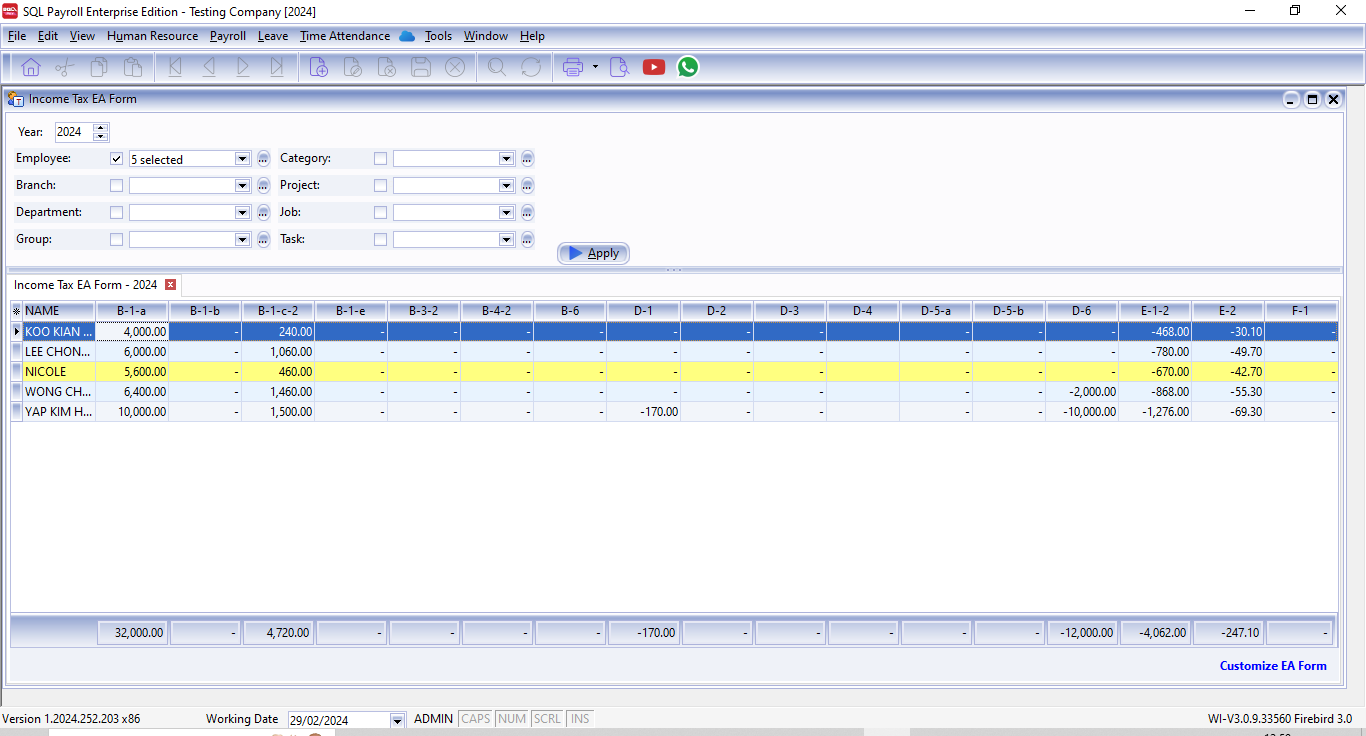 SQL Payroll Enterprise Edition - Testing Company [2024]
File Edit View Human Resource Payroll Leave Time Attendance Tools Window Help
Income Tax EA Form
Year: 2024
Employee: 5 selected Category:
Branch: Project:
Department: Job:
Group: Task:
Apply
Income Tax EA Form - 2024
NAME B-1-a B-1-b B-1-c-2 B-1-e B-3-2 B-4-2 B-6 D-1 D-2 D-3 D-4 D-5-a D-5-b D-6 E-1-2 E-2 F-1
KOO KIAN ... 4,000.00 - 240.00 - - - - - - - - - - -468.00 -30.10 -
LEE CHON... 6,000.00 - 1,060.00 - - - - - - - - - - -780.00 -49.70 -
NICOLE 5,600.00 - 460.00 - - - - - - - - - - -670.00 -42.70 -
WONG CH... 6,400.00 - 1,460.00 - - - - - - - - - -2,000.00 -868.00 -55.30 -
YAP KIM H... 10,000.00 - 1,500.00 - - - - -170.00 - - - - -10,000.00 -1,276.00 -69.30 -
32,000.00 - 4,720.00 - - - - -170.00 - - - - - -12,000.00 -4,062.00 -247.10 -
Customize EA Form
Version 1.2024.252.203 x86 Working Date 29/02/2024 ADMIN CAPS NUM SCRL INS WI-V3.0.9.33560 Firebird 3.0